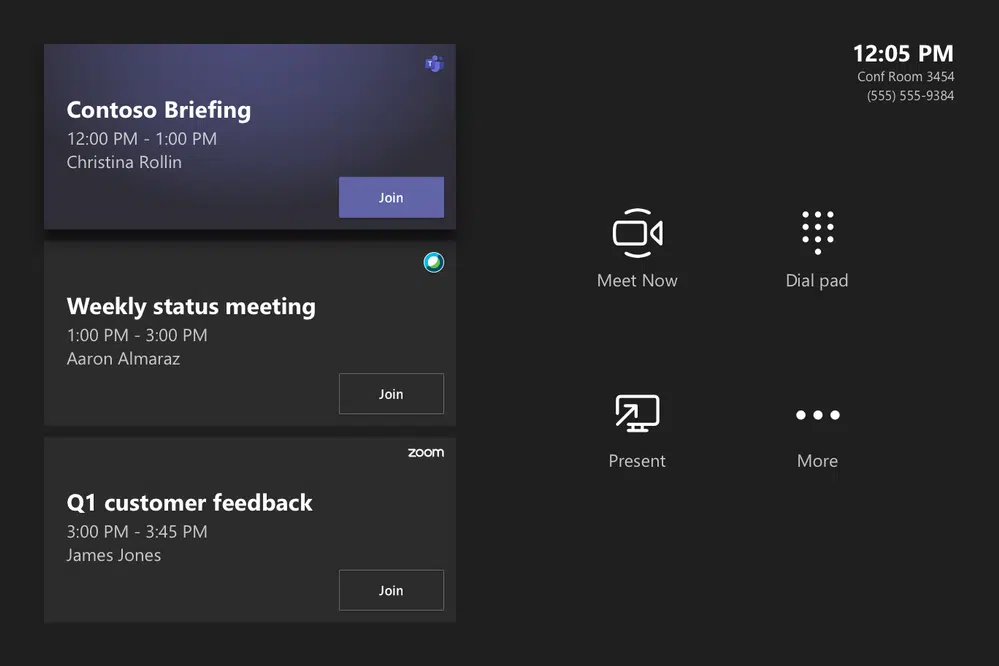 Contoso Briefing
12:00 PM - 1:00 PM
Christina Rollin
Join
Weekly status meeting
1:00 PM - 3:00 PM
Aaron Almaraz
Join
zoom
Q1 customer feedback
3:00 PM - 3:45 PM
James Jones
Join
12:05 PM
Conf Room 3454
(555) 555-9384
Meet Now
Dial pad
Present
More